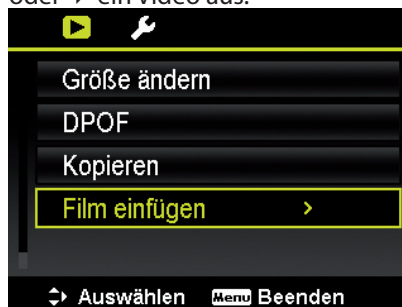 oder ein Video aus.
Größe ändern
DPOF
Kopieren
Film einfügen >
Auswählen Menu Beenden